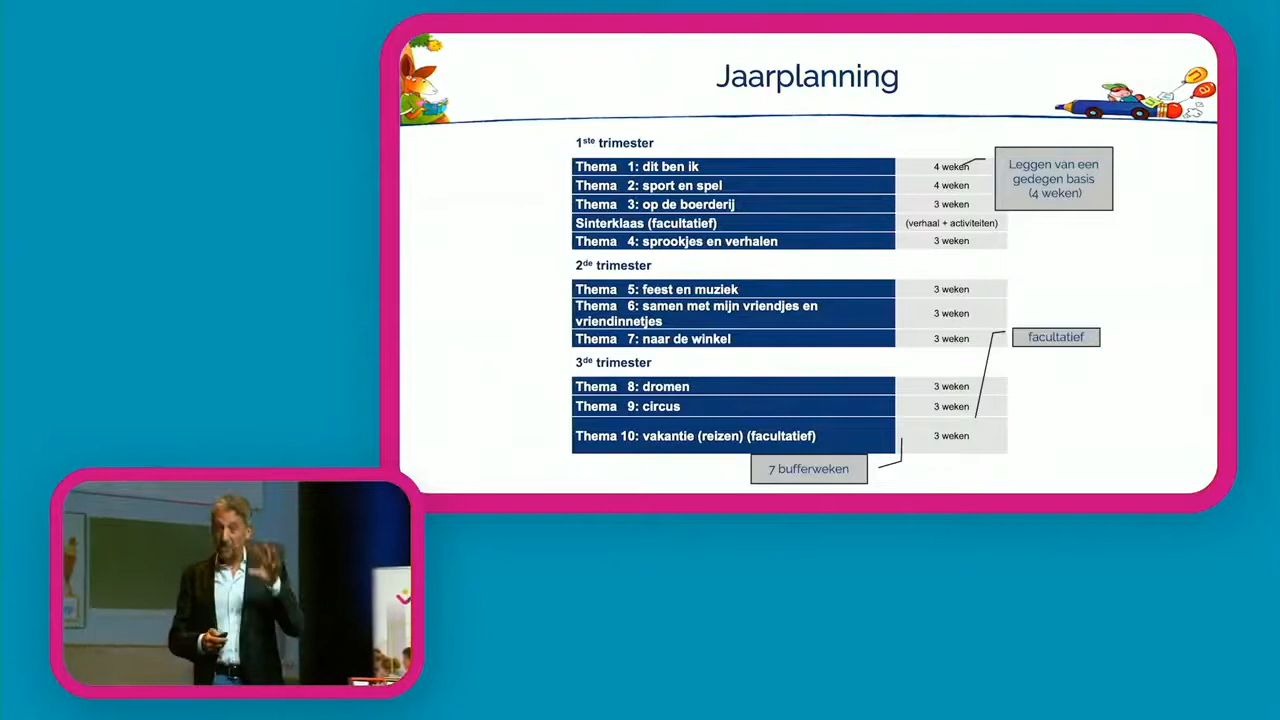 Jaarplanning
1ste trimester
Thema 1: dit ben ik 4 weken
Thema 2: sport en spel 4 weken
Thema 3: op de boerderij 3 weken
Sinterklaas (facultatief) (verhaal + activiteiten)
Thema 4: sprookjes en verhalen 3 weken
Leggen van een
gedegen basis
(4 weken)
2de trimester
Thema 5: feest en muziek 3 weken
Thema 6: samen met mijn vriendjes en
vriendinnetjes 3 weken
Thema 7: naar de winkel 3 weken
facultatief
3de trimester
Thema 8: dromen 3 weken
Thema 9: circus 3 weken
Thema 10: vakantie (reizen) (facultatief) 3 weken
7 bufferweken